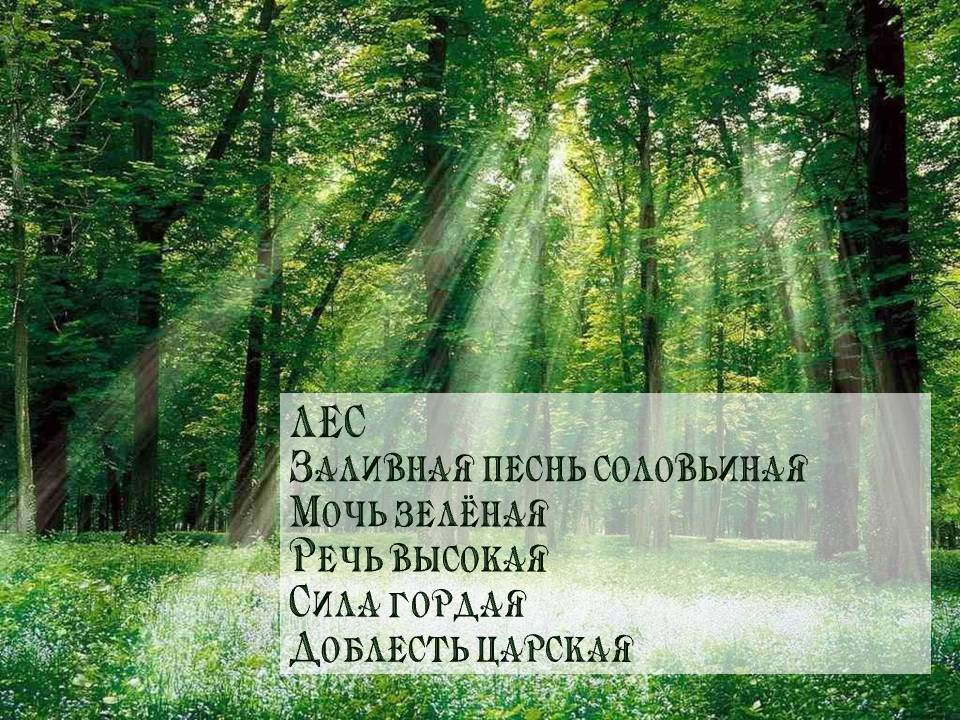 ЛЕС
Заливная песнь соловьиная
Мочь зелёная
Речь высокая
Сила гордая
Доблесть царская